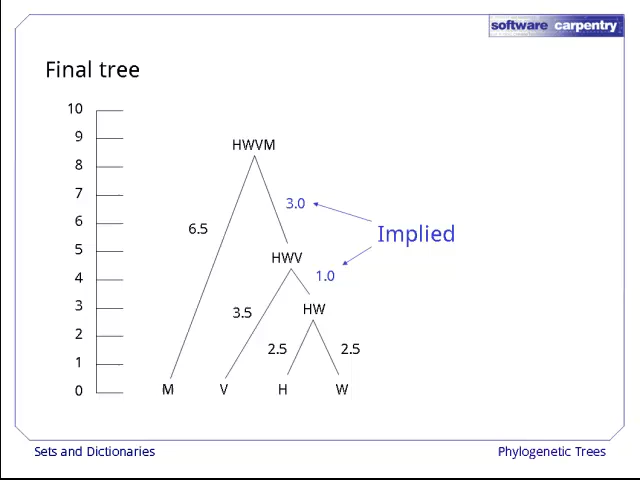 software carpentry
Final tree
10
9
8
7
6
5
4
3
2
1
0
HWVM
3.0
6.5
Implied
HWV
1.0
HW
3.5
2.5
2.5
M
V
H
W
Sets and Dictionaries
Phylogenetic Trees